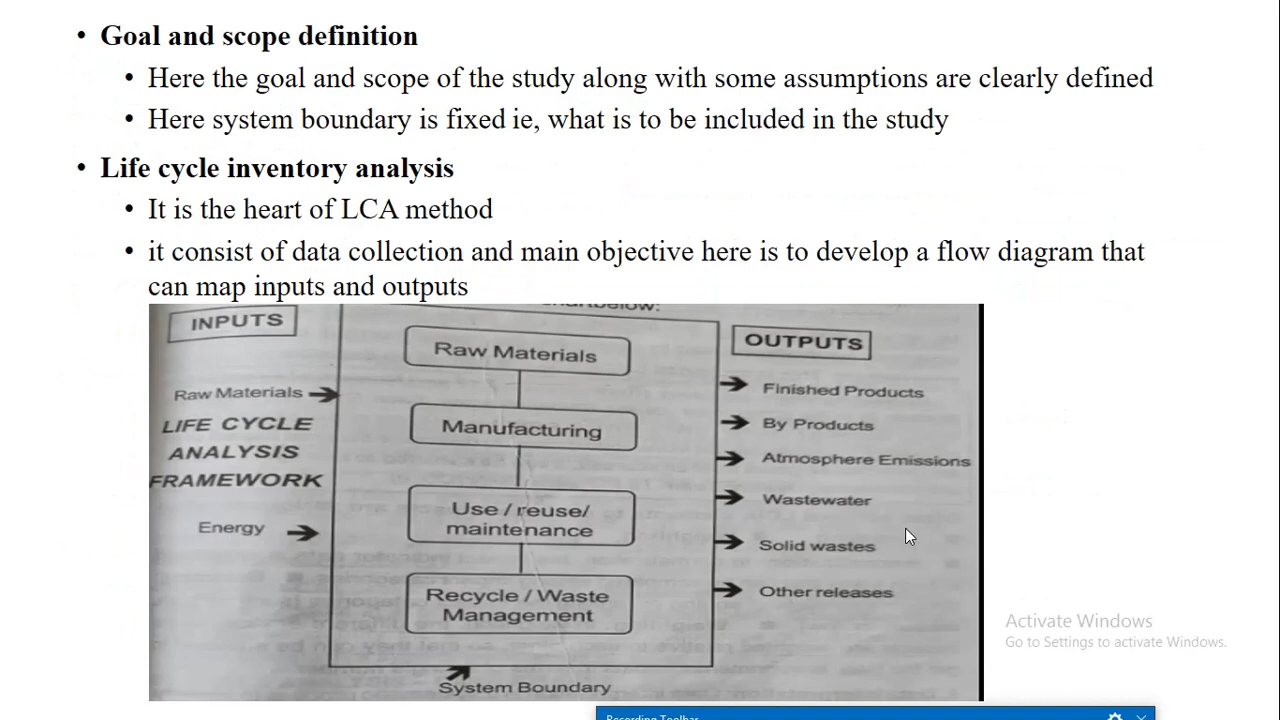 • Goal and scope definition
• Here the goal and scope of the study along with some assumptions are clearly defined
• Here system boundary is fixed ie, what is to be included in the study
• Life cycle inventory analysis
• It is the heart of LCA method
• it consist of data collection and main objective here is to develop a flow diagram that
can map inputs and outputs
INPUTS
Raw Materials
LIFE CYCLE
ANALYSIS
FRAMEWORK
Energy
Raw Materials
Manufacturing
Use / reuse/
maintenance
Recycle / Waste
Management
System Boundary
OUTPUTS
Finished Products
By Products
Atmosphere Emissions
Wastewater
Solid wastes
Other releases
Activate Windows
Go to Settings to activate Windows.
Recording Toolbar